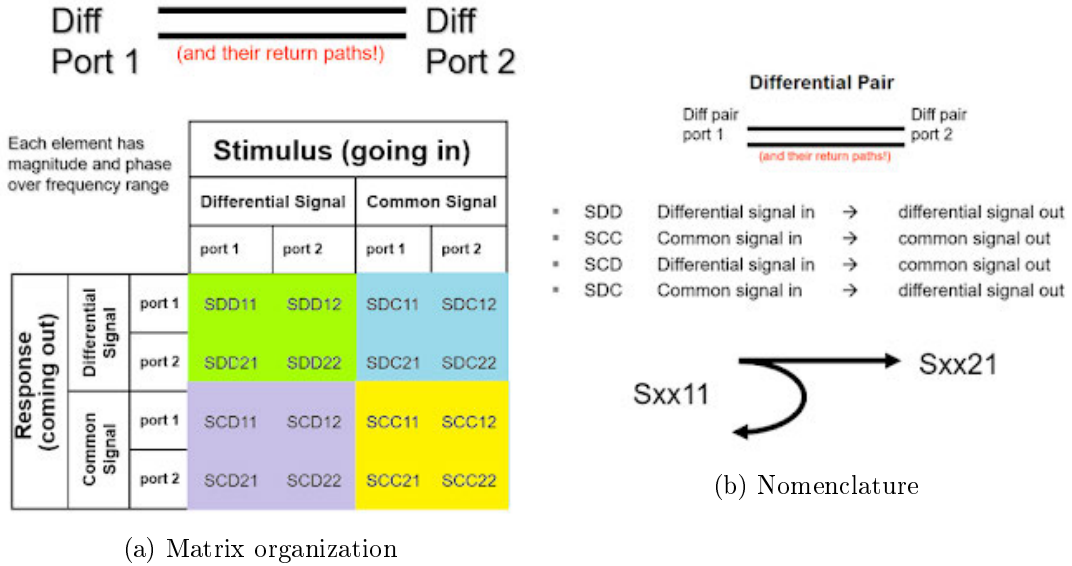 Diff
Port 1
(and their return paths!)
Diff
Port 2
Each element has
magnitude and phase
over frequency range
Stimulus (going in)
Differential Signal Common Signal
port 1 port 2 port 1 port 2
Response
(coming out)
Differential
Signal
port 1 SDD11 SDD12 SDC11 SDC12
port 2 SDD21 SDD22 SDC21 SDC22
Common
Signal
port 1 SCD11 SCD12 SCC11 SCC12
port 2 SCD21 SCD22 SCC21 SCC22
(a) Matrix organization
Differential Pair
Diff pair
port 1
Diff pair
port 2
(and their return paths!)
▪ SDD Differential signal in → differential signal out
▪ SCC Common signal in → common signal out
▪ SCD Differential signal in → common signal out
▪ SDC Common signal in → differential signal out
Sxx21
Sxx11
(b) Nomenclature